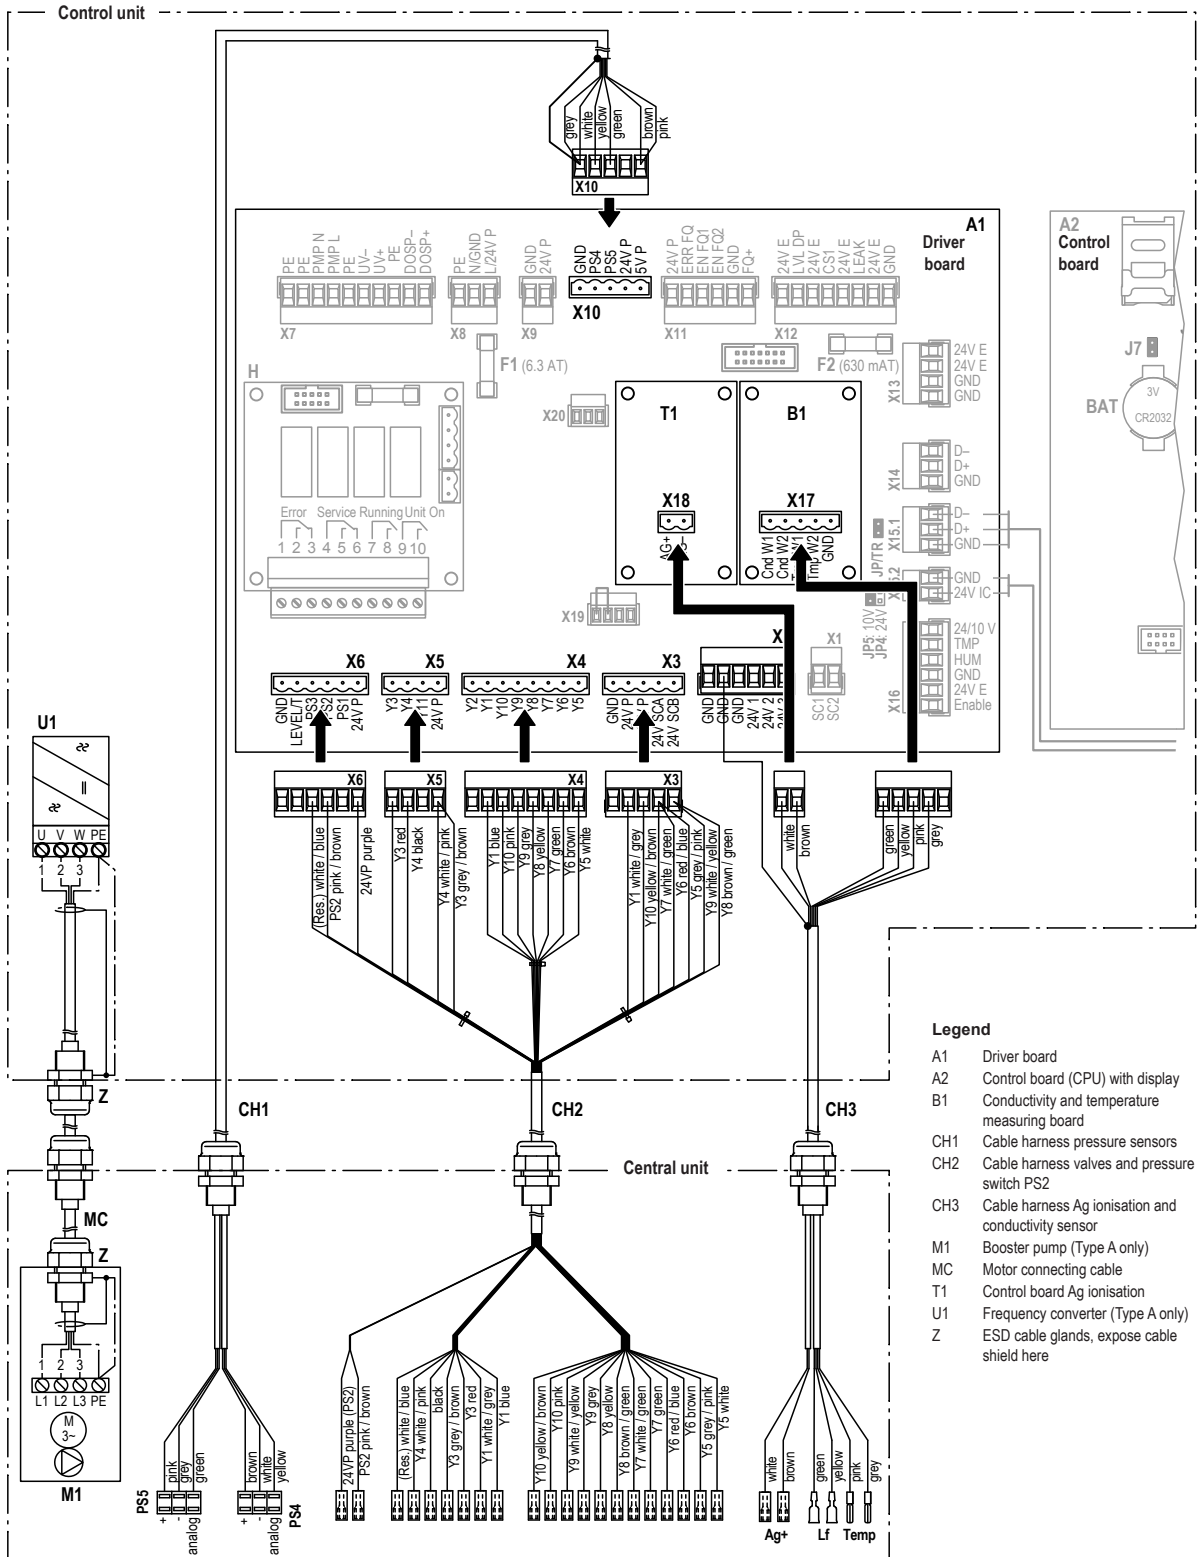 Control unit
grey
white
yellow
green
brown
pink
X10
A1
Driver
board
A2
Control
board
PE
PE
PMP N
PMP L
PE
UV–
UV+
PE
DOSP–
DOSP+
X7
PE
N/GND
L/24V P
X8
GND
24V P
X9
GND
PS4
PS5
24V P
5V P
X10
24V P
ERR FQ
EN FQ1
EN FQ2
GND
FQ+
X11
24V E
LVL DP
24V E
CS1
24V E
LEAK
24V E
GND
X12
F1 (6.3 AT)
F2 (630 mAT)
24V E
24V E
GND
GND
X13
J7
BAT
3V
CR2032
H
X20
T1
B1
D–
D+
GND
X14
X18
AG+
X17
Cnd W1
Cnd W2
Tmp W2
GND
Error
Service
Running
Unit On
1 2 3 4 5 6 7 8 9 10
D–
D+
GND
X15.1
JP/TR
GND
24V IC
JP5: 10V
JP4: 24V
X19
24/10 V
TMP
HUM
GND
24V E
Enable
X16
X6
X5
X4
X3
X
X1
GND
LEVEL/T
PS3
PS2
PS1
24V P
Y3
Y4
Y11
24V P
Y2
Y1
Y10
Y9
Y8
Y7
Y6
Y5
GND
24V P
24V SCA
24V SCB
GND
GND
GND
24V 1
24V 2
SC1
SC2
U1
U V W PE
1 2 3
X6
X5
X4
X3
(Res.) white / blue
PS2 pink / brown
24VP purple
Y3 red
Y4 black
Y4 white / pink
Y3 grey / brown
Y1 blue
Y10 pink
Y9 grey
Y8 yellow
Y7 green
Y6 brown
Y5 white
Y1 white / grey
Y10 yellow / brown
Y7 white / green
Y6 red / blue
Y5 grey / pink
Y9 white / yellow
Y8 brown / green
white
brown
green
yellow
pink
grey
Z
CH1
CH2
CH3
Central unit
MC
Z
1 2 3
L1 L2 L3 PE
M
3~
M1
pink
grey
green
PS5
+
-
analog
brown
white
yellow
+
-
analog
PS4
24VP purple (PS2)
PS2 pink / brown
(Res.) white / blue
Y4 white / pink
black
Y3 grey / brown
Y3 red
Y1 white / grey
Y1 blue
Y10 yellow / brown
Y10 pink
Y9 white / yellow
Y9 grey
Y8 yellow
Y8 brown / green
Y7 white / green
Y7 green
Y6 red / blue
Y6 brown
Y5 grey / pink
Y5 white
white
brown
green
yellow
pink
grey
Ag+
Lf
Temp
Legend
A1 Driver board
A2 Control board (CPU) with display
B1 Conductivity and temperature
measuring board
CH1 Cable harness pressure sensors
CH2 Cable harness valves and pressure
switch PS2
CH3 Cable harness Ag ionisation and
conductivity sensor
M1 Booster pump (Type A only)
MC Motor connecting cable
T1 Control board Ag ionisation
U1 Frequency converter (Type A only)
Z ESD cable glands, expose cable
shield here